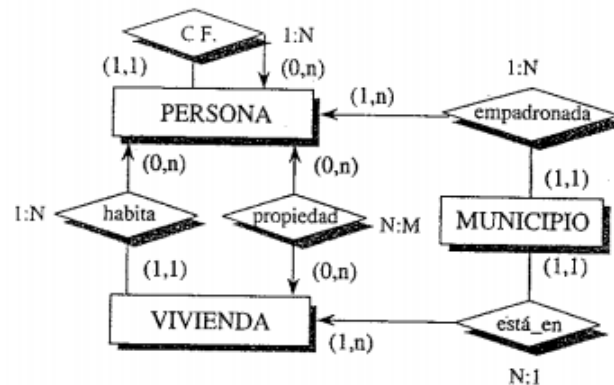 C F. 1:N
(1,1) (0,n)
1:N
PERSONA (1,n) empadronada
(0,n) (0,n)
(1,1)
1:N habita propiedad N:M MUNICIPIO
(1,1) (0,n) (1,1)
VIVIENDA (1,n) está_en
N:1